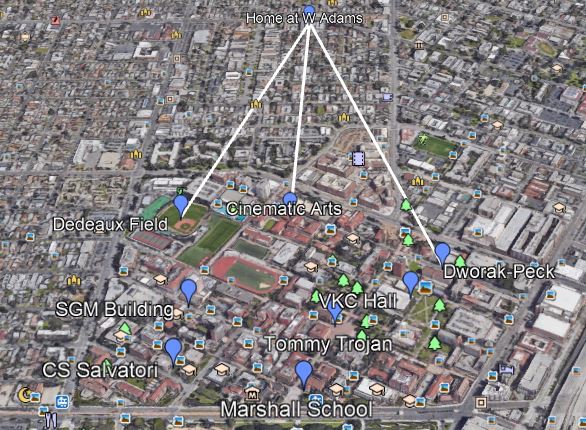 Home at W Adams
Cinematic Arts
Dedeaux Field
Dworak-Peck
VKC Hall
SGM Building
Tommy Trojan
CS Salvatori
Marshall School